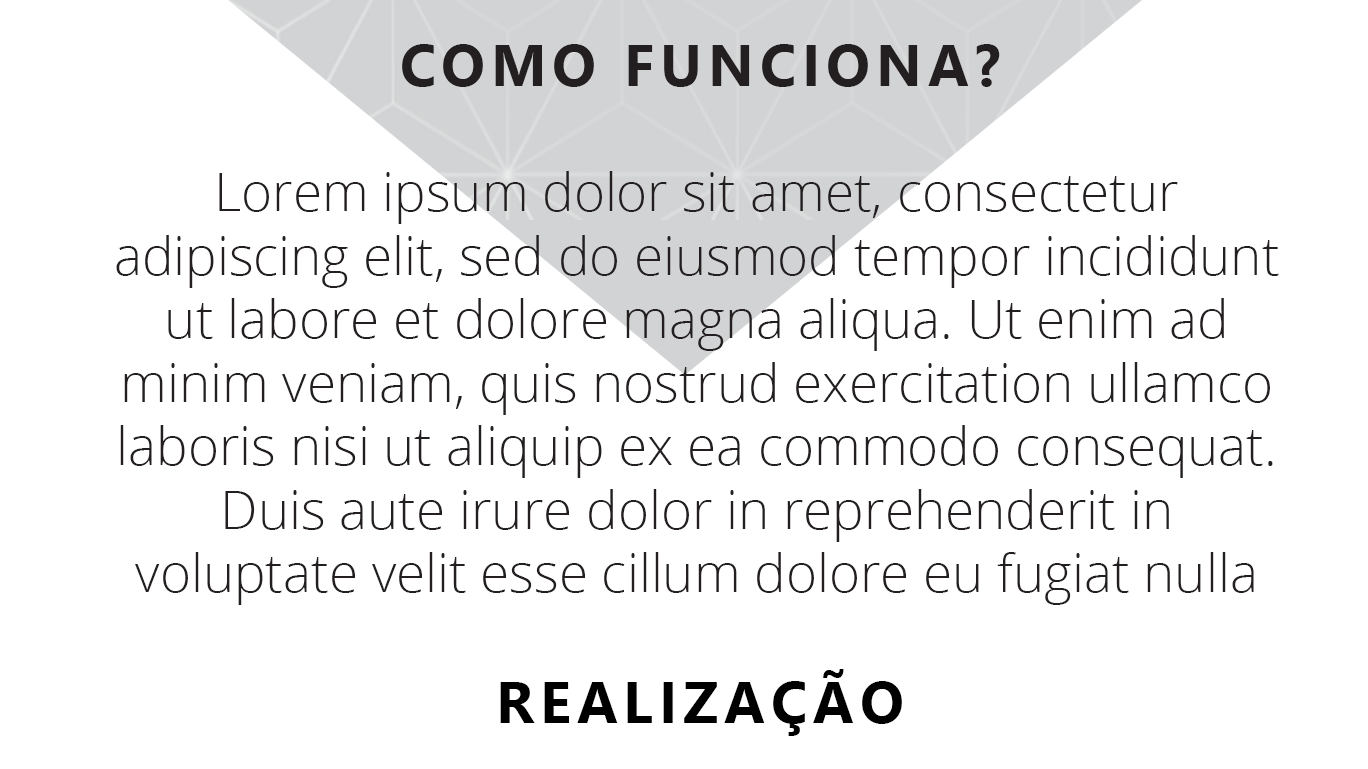 COMO FUNCIONA?
Lorem ipsum dolor sit amet, consectetur
adipiscing elit, sed do eiusmod tempor incididunt
ut labore et dolore magna aliqua. Ut enim ad
minim veniam, quis nostrud exercitation ullamco
laboris nisi ut aliquip ex ea commodo consequat.
Duis aute irure dolor in reprehenderit in
voluptate velit esse cillum dolore eu fugiat nulla
REALIZAÇÃO